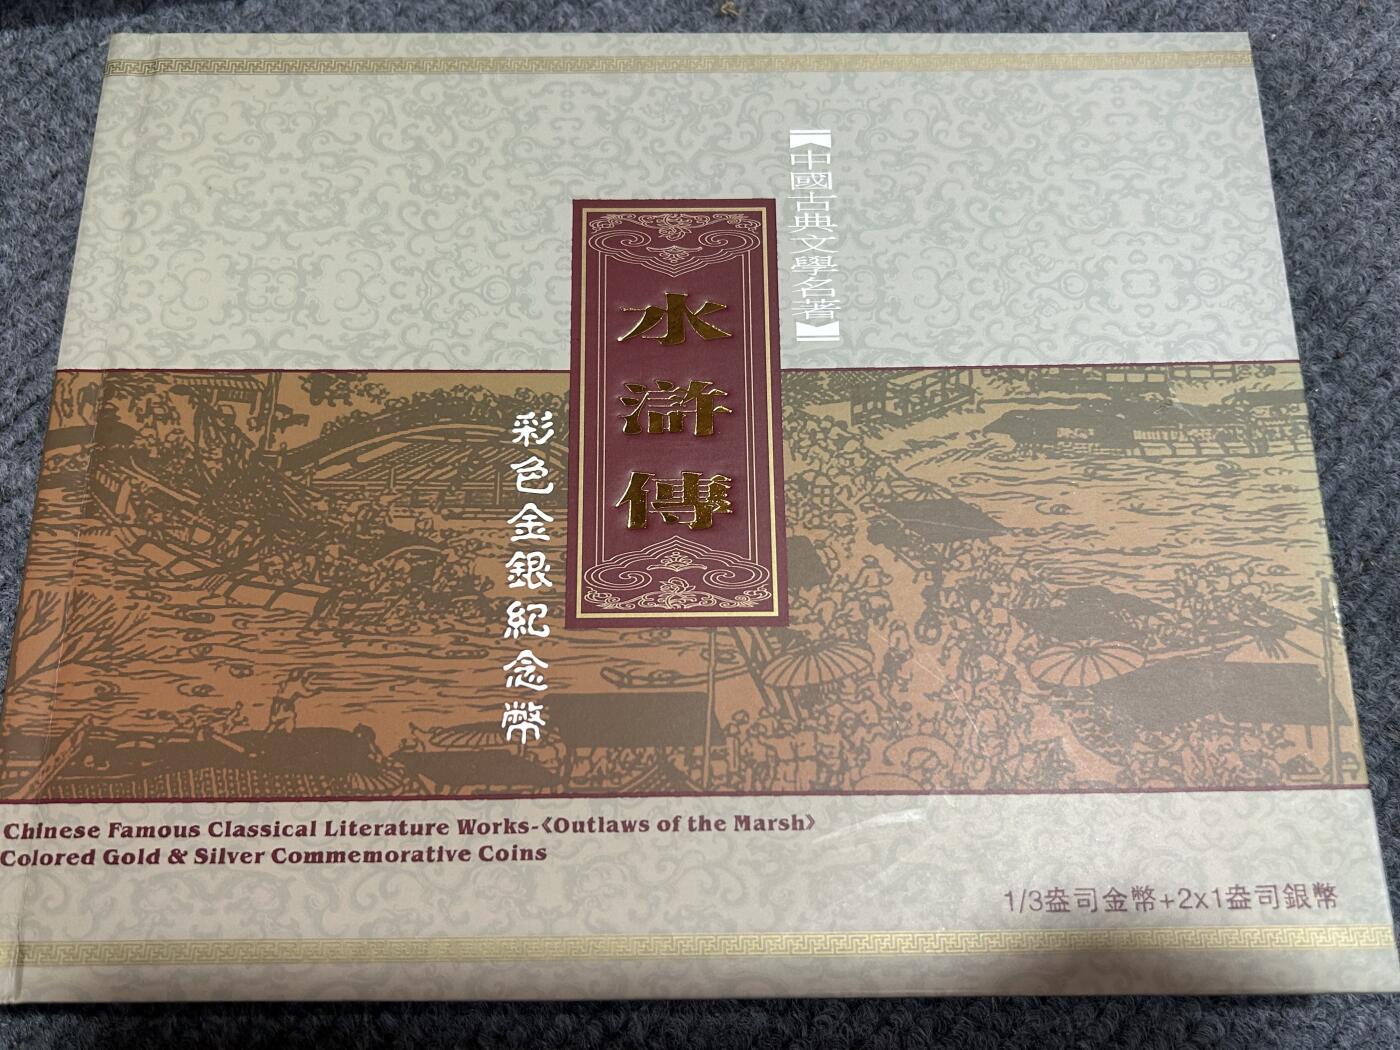 【中國古典文學名著】
水滸傳
彩色金銀紀念幣
Chinese Famous Classical Literature Works-《Outlaws of the Marsh》
Colored Gold & Silver Commemorative Coins
1/3盎司金幣+2x1盎司銀幣